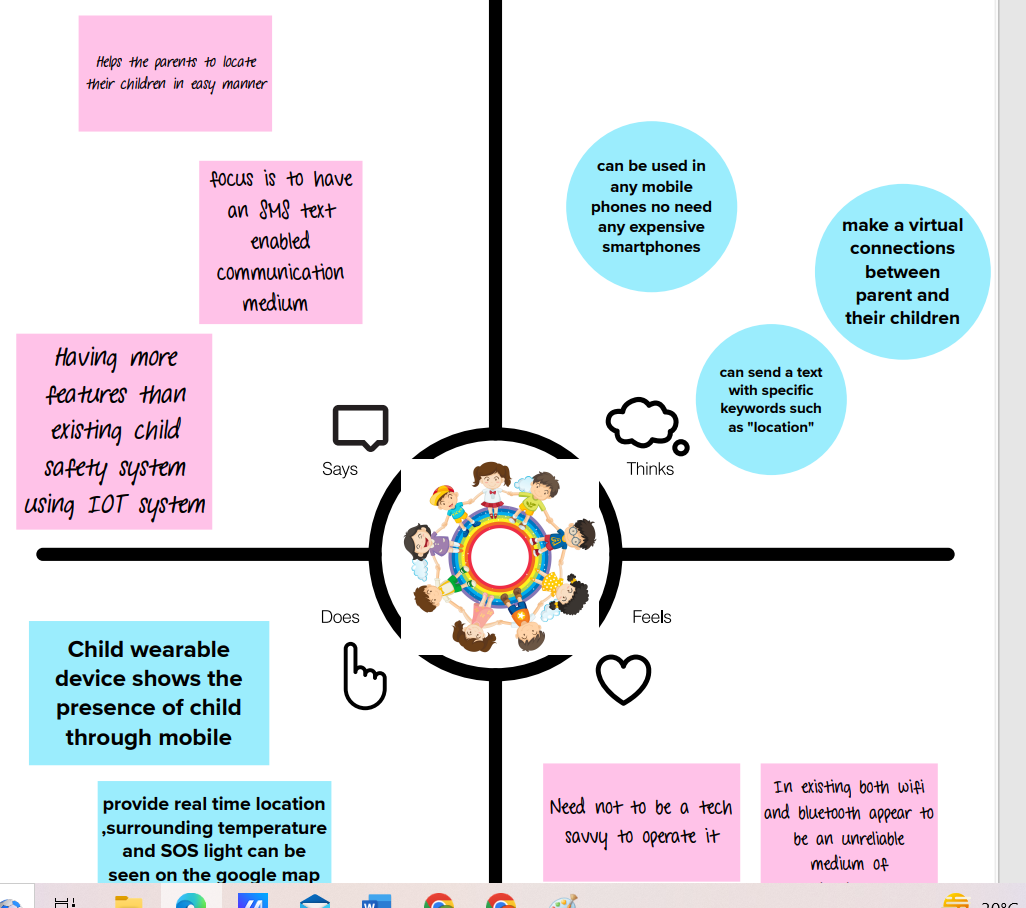 Helps the parents to locate
their children in easy manner
focus is to have
an SMS text
enabled
communication
medium
Having more
features than
existing child
safety system
using IOT system
Says
can be used in
any mobile
phones no need
any expensive
smartphones
make a virtual
connections
between
parent and
their children
can send a text
with specific
keywords such
as "location"
Thinks
Does
Child wearable
device shows the
presence of child
through mobile
provide real time location
,surrounding temperature
and SOS light can be
seen on the google map
Feels
Need not to be a tech
savvy to operate it
In existing both wifi
and bluetooth appear to
be an unreliable
medium of